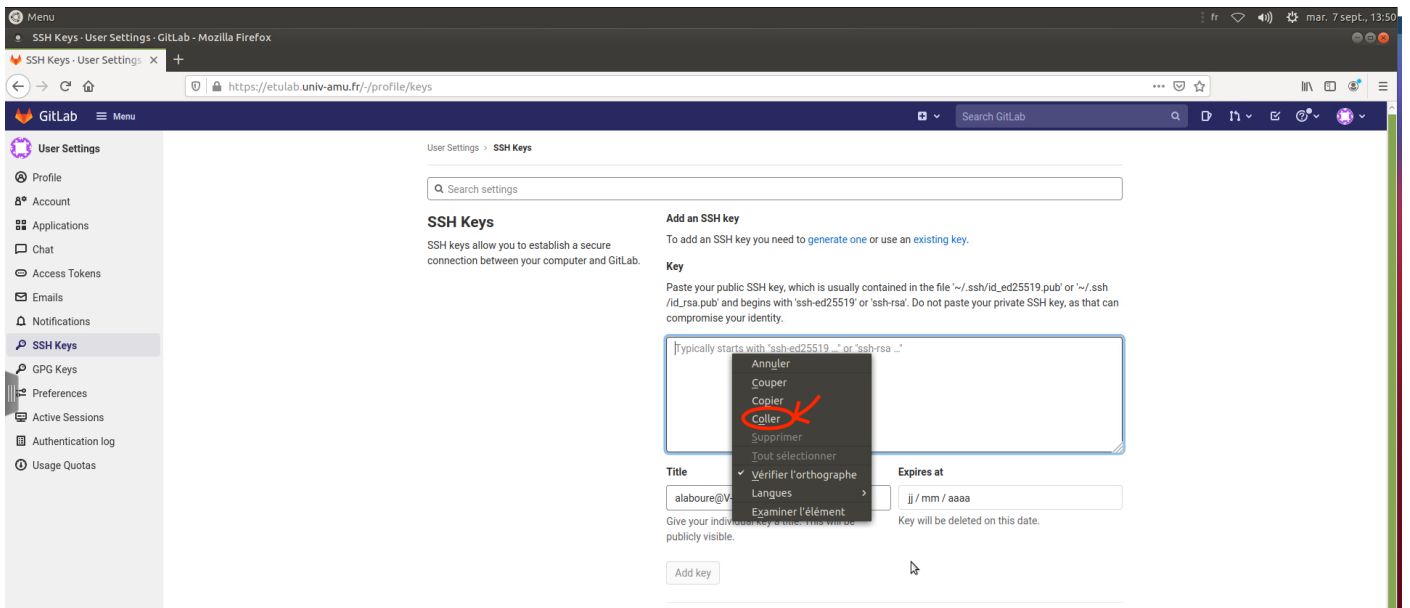 Menu
fr
mar. 7 sept., 13:50
SSH Keys · User Settings · GitLab - Mozilla Firefox
SSH Keys · User Settings
https://etulab.univ-amu.fr/-/profile/keys
GitLab
Menu
Search GitLab
User Settings
Profile
Account
Applications
Chat
Access Tokens
Emails
Notifications
SSH Keys
GPG Keys
Preferences
Active Sessions
Authentication log
Usage Quotas
User Settings > SSH Keys
Search settings
SSH Keys
SSH keys allow you to establish a secure
connection between your computer and GitLab.
Add an SSH key
To add an SSH key you need to generate one or use an existing key.
Key
Paste your public SSH key, which is usually contained in the file '~/.ssh/id_ed25519.pub' or '~/.ssh
/id_rsa.pub' and begins with 'ssh-ed25519' or 'ssh-rsa'. Do not paste your private SSH key, as that can
compromise your identity.
Typically starts with "ssh-ed25519 …" or "ssh-rsa …"
Annuler
Couper
Copier
Coller
Supprimer
Tout sélectionner
Vérifier l'orthographe
Langues
Examiner l'élément
Title
alaboure@V-
Give your individual key a title. This will be
publicly visible.
Expires at
jj / mm / aaaa
Key will be deleted on this date.
Add key